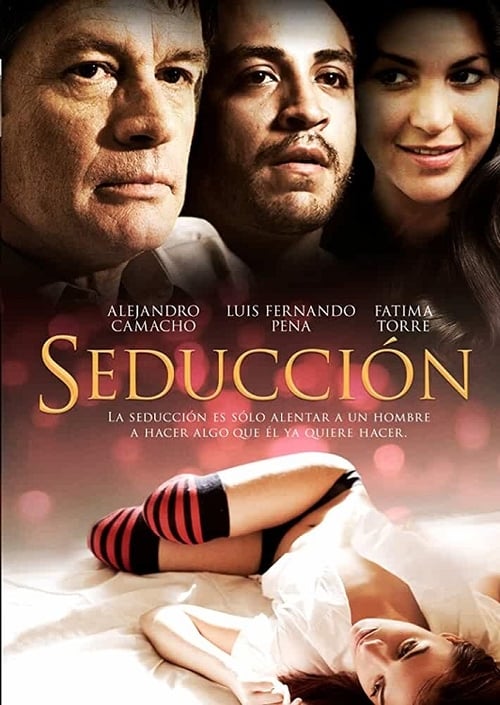 ALEJANDRO LUIS FERNANDO FATIMA
CAMACHO PENA TORRE
SEDUCCIÓN
LA SEDUCCIÓN ES SÓLO ALENTAR A UN HOMBRE
A HACER ALGO QUE ÉL YA QUIERE HACER.